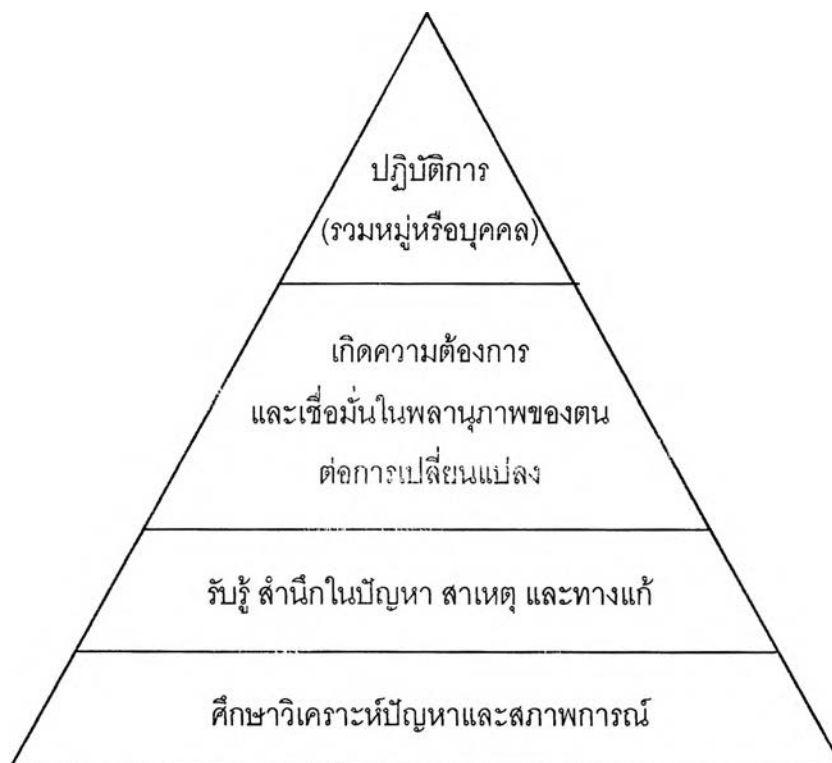 ปฏิบัติการ
(รวมหมู่หรือบุคคล)
เกิดความต้องการ
และเชื่อมั่นในพลานุภาพของตน
ต่อการเปลี่ยนแปลง
รับรู้ สำนึกในปัญหา สาเหตุ และทางแก้
ศึกษาวิเคราะห์ปัญหาและสภาพการณ์